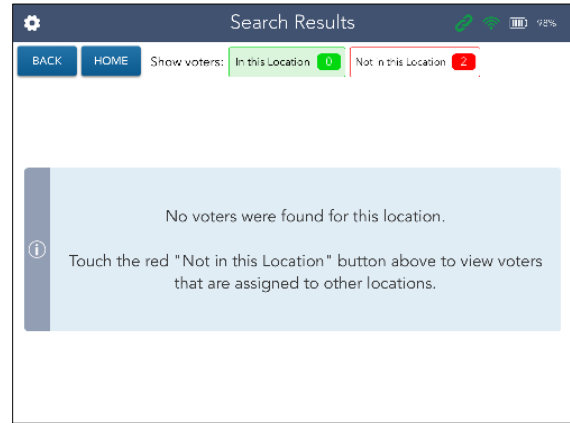 Search Results
98%
BACK HOME Show voters: In this Location 0 Not in this Location 2
No voters were found for this location.
Touch the red "Not in this Location" button above to view voters
that are assigned to other locations.